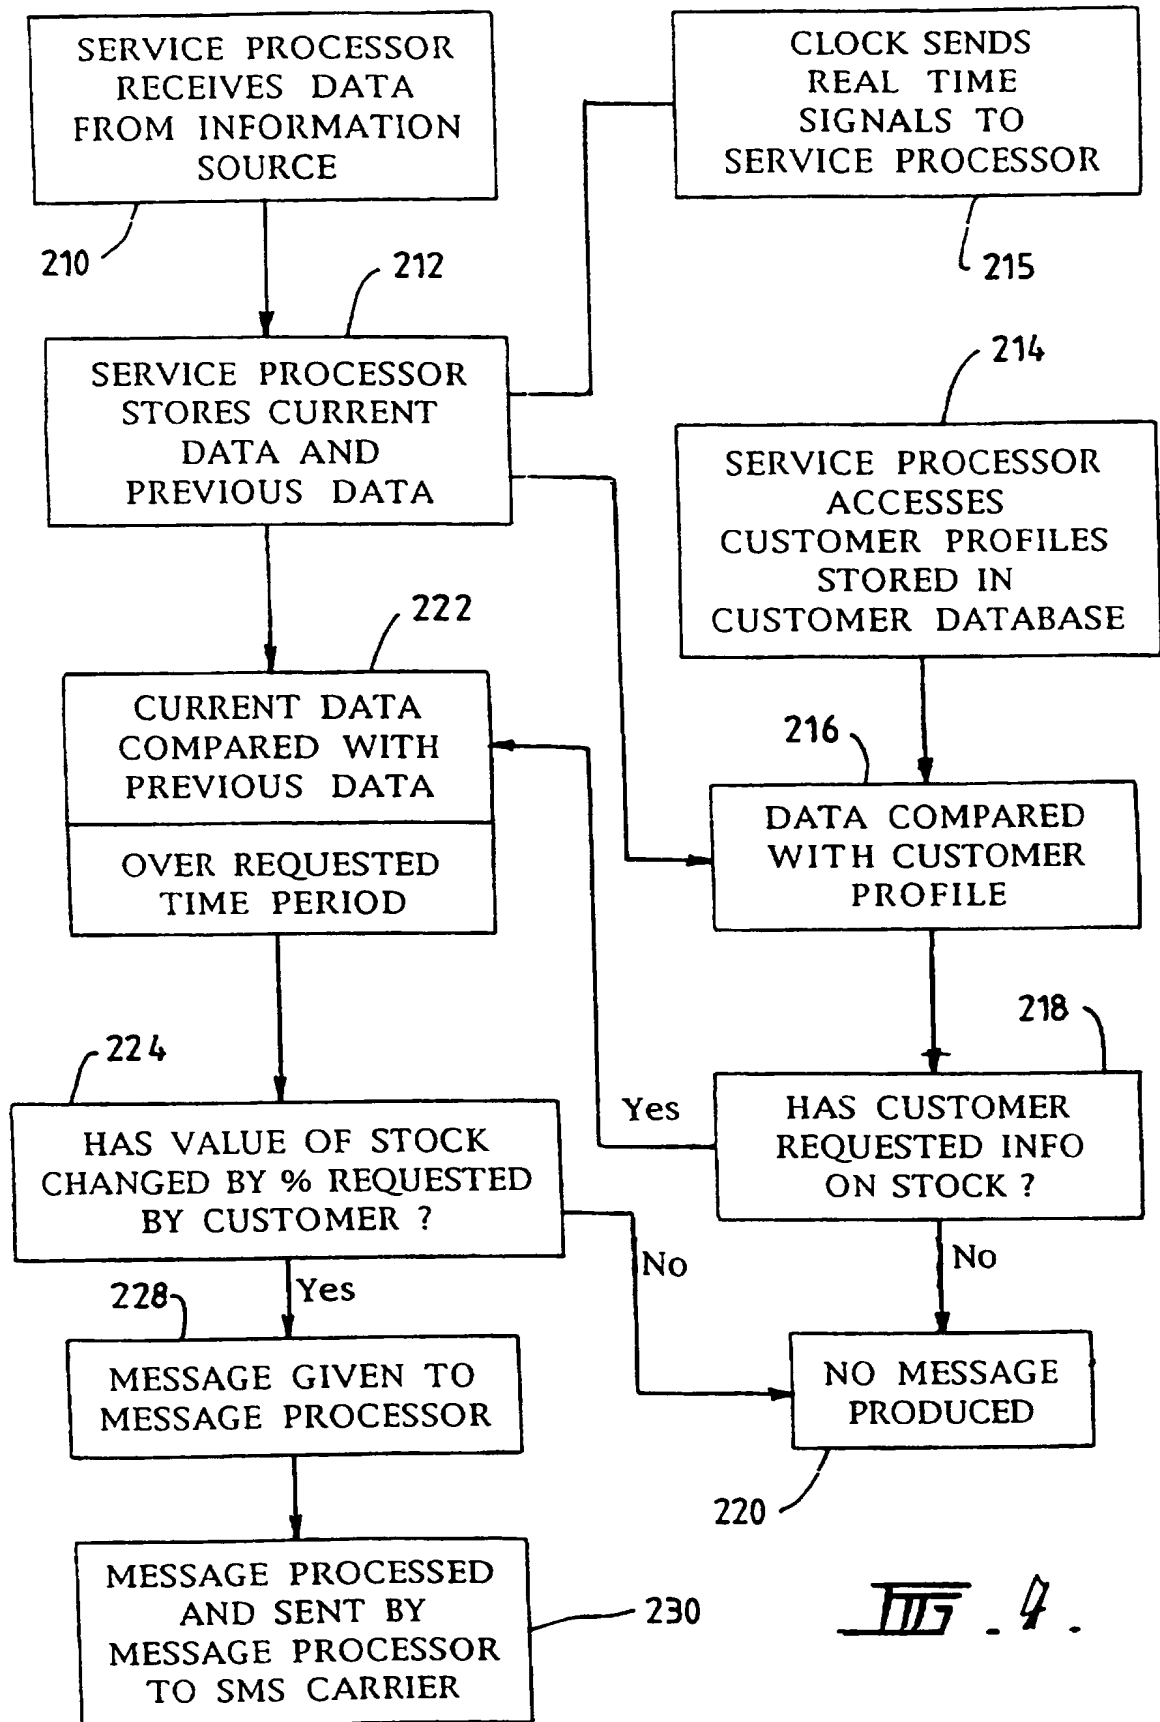 SERVICE PROCESSOR
RECEIVES DATA
FROM INFORMATION
SOURCE
210
CLOCK SENDS
REAL TIME
SIGNALS TO
SERVICE PROCESSOR
215
212
SERVICE PROCESSOR
STORES CURRENT
DATA AND
PREVIOUS DATA
214
SERVICE PROCESSOR
ACCESSES
CUSTOMER PROFILES
STORED IN
CUSTOMER DATABASE
222
CURRENT DATA
COMPARED WITH
PREVIOUS DATA
OVER REQUESTED
TIME PERIOD
216
DATA COMPARED
WITH CUSTOMER
PROFILE
218
HAS CUSTOMER
REQUESTED INFO
ON STOCK ?
Yes
No
224
HAS VALUE OF STOCK
CHANGED BY % REQUESTED
BY CUSTOMER ?
Yes
No
228
MESSAGE GIVEN TO
MESSAGE PROCESSOR
NO MESSAGE
PRODUCED
220
MESSAGE PROCESSED
AND SENT BY
MESSAGE PROCESSOR
TO SMS CARRIER
230
FIG. 4.